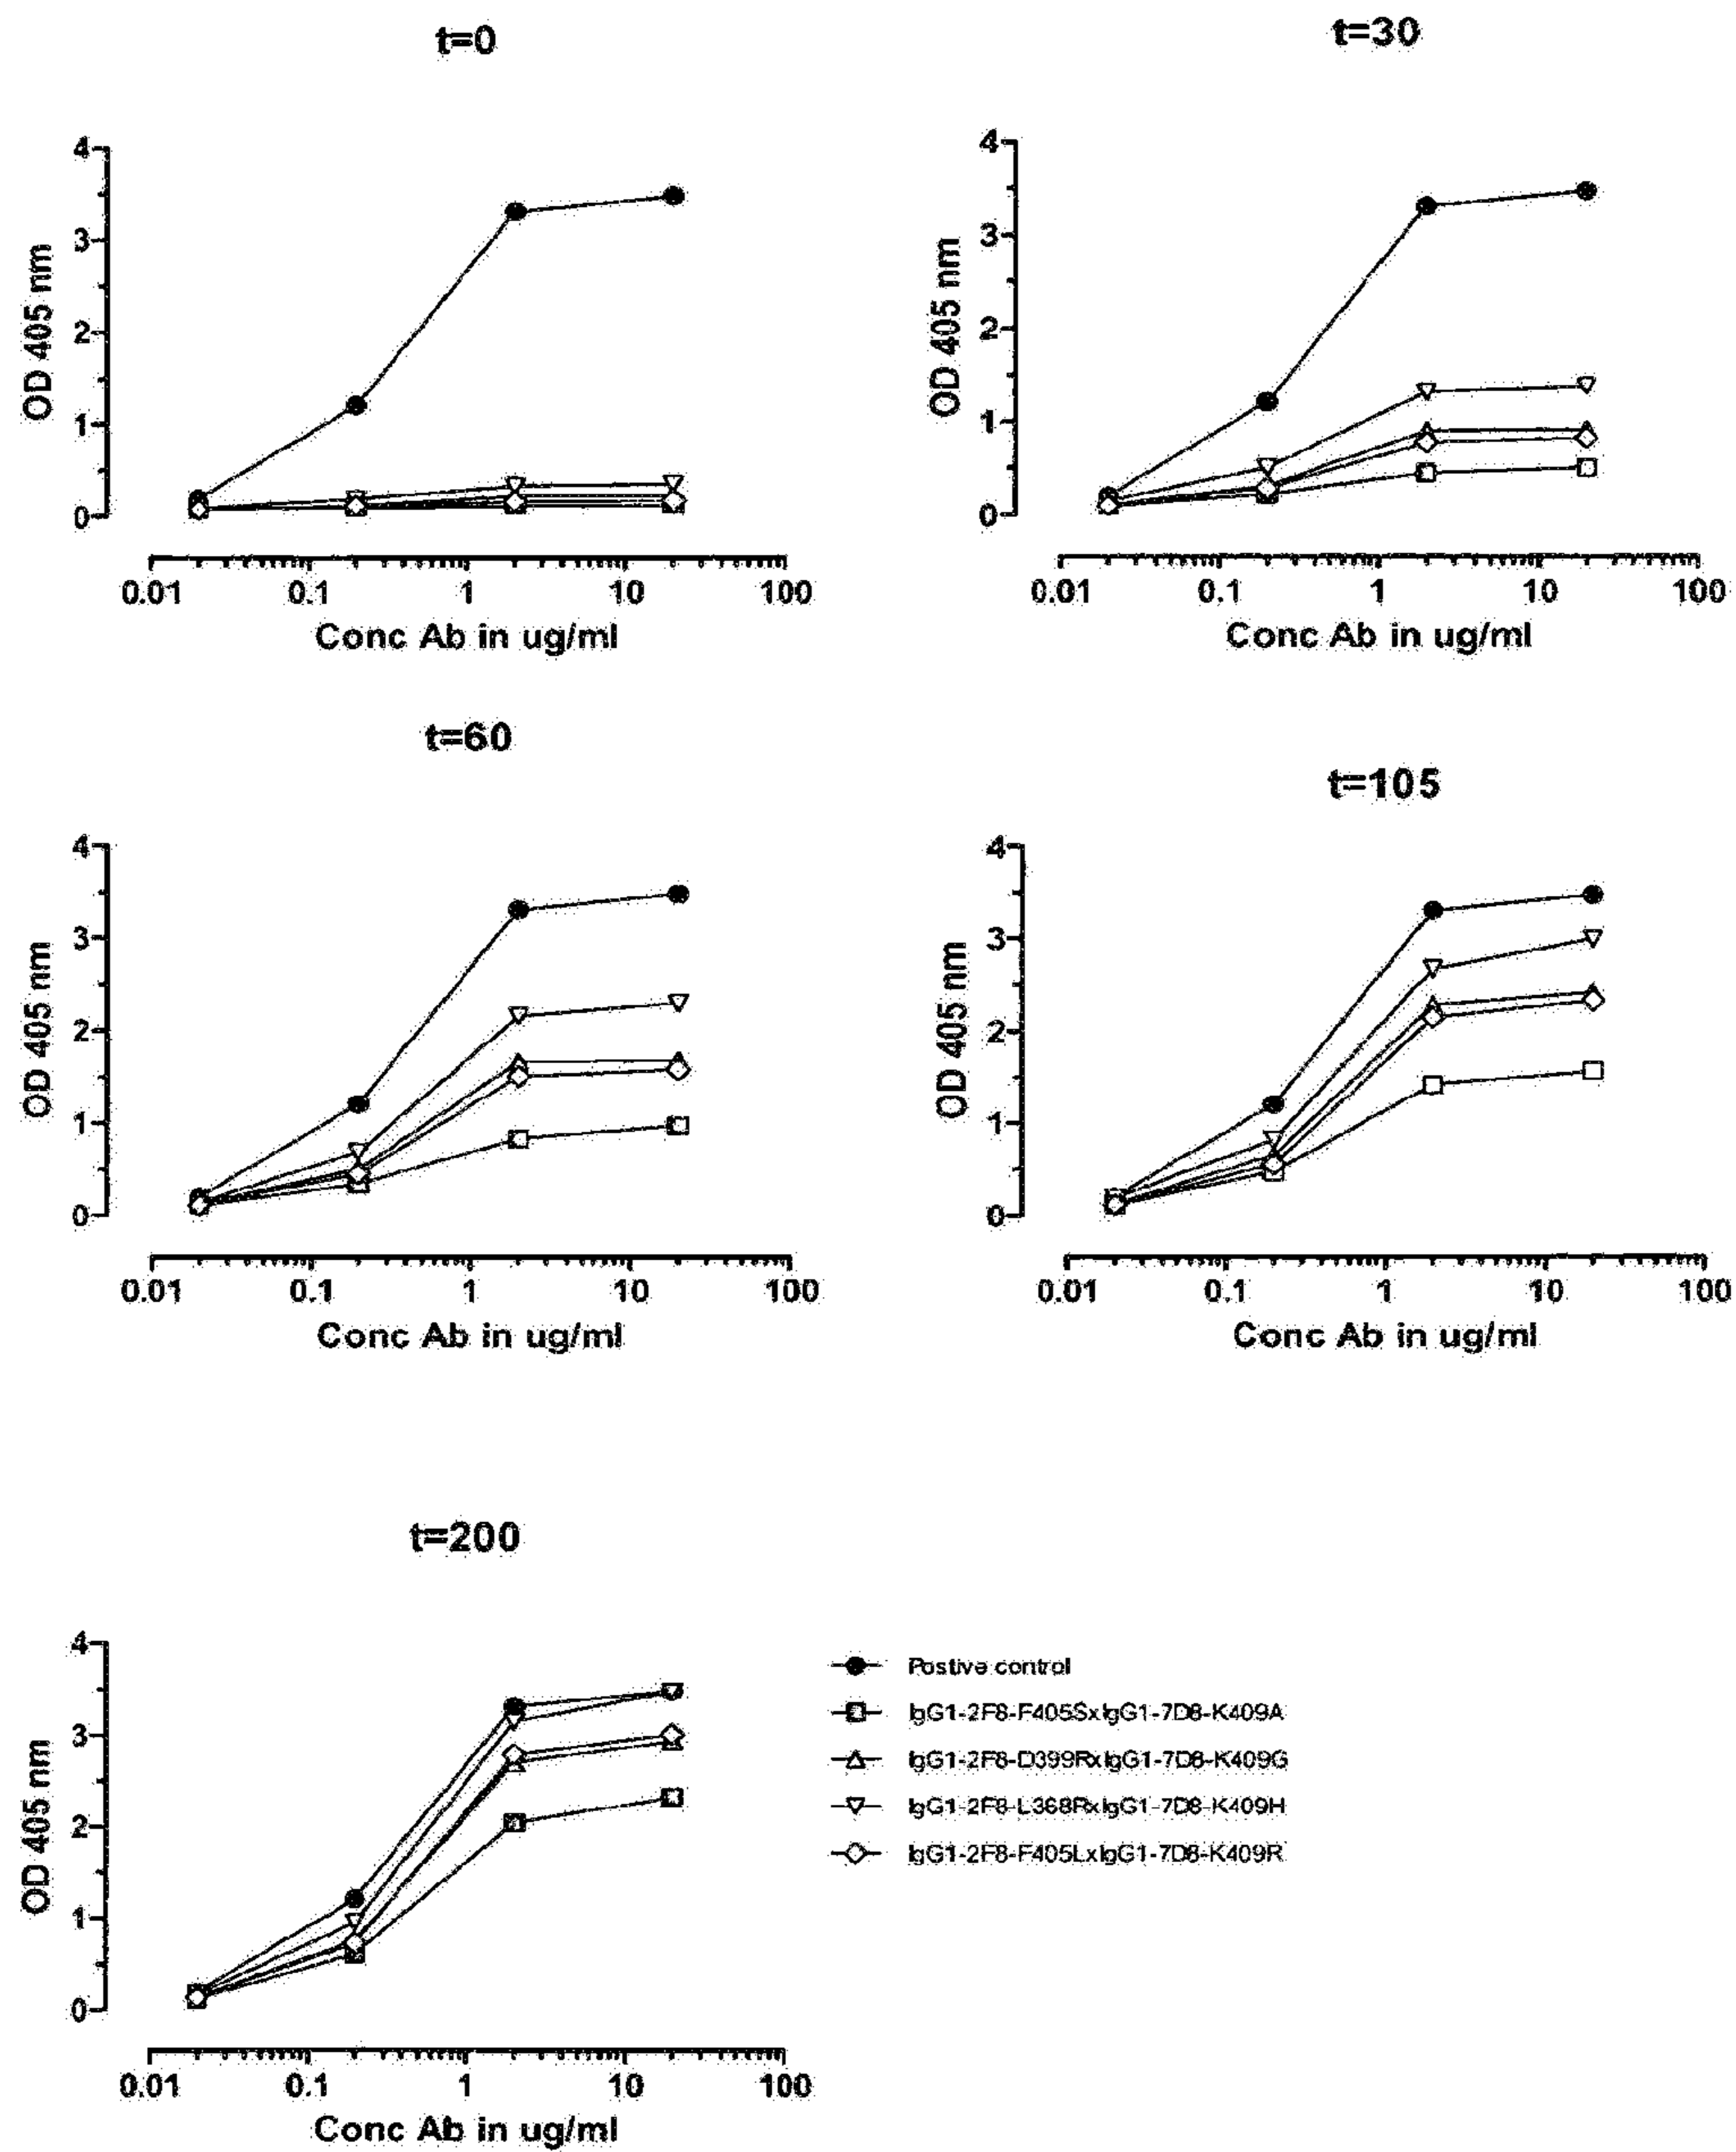 t=0
4
3
2
1
0
OD 405 nm
0.01 0.1 1 10 100
Conc Ab in ug/ml
t=30
4
3
2
1
0
OD 405 nm
0.01 0.1 1 10 100
Conc Ab in ug/ml
t=60
4
3
2
1
0
OD 405 nm
0.01 0.1 1 10 100
Conc Ab in ug/ml
t=105
4
3
2
1
0
OD 405 nm
0.01 0.1 1 10 100
Conc Ab in ug/ml
t=200
4
3
2
1
0
OD 405 nm
0.01 0.1 1 10 100
Conc Ab in ug/ml
Postive control
IgG1-2F8-F405SxIgG1-7D8-K409A
IgG1-2F8-D399RxIgG1-7D8-K409G
IgG1-2F8-L368RxIgG1-7D8-K409H
IgG1-2F8-F405LxIgG1-7D8-K409R